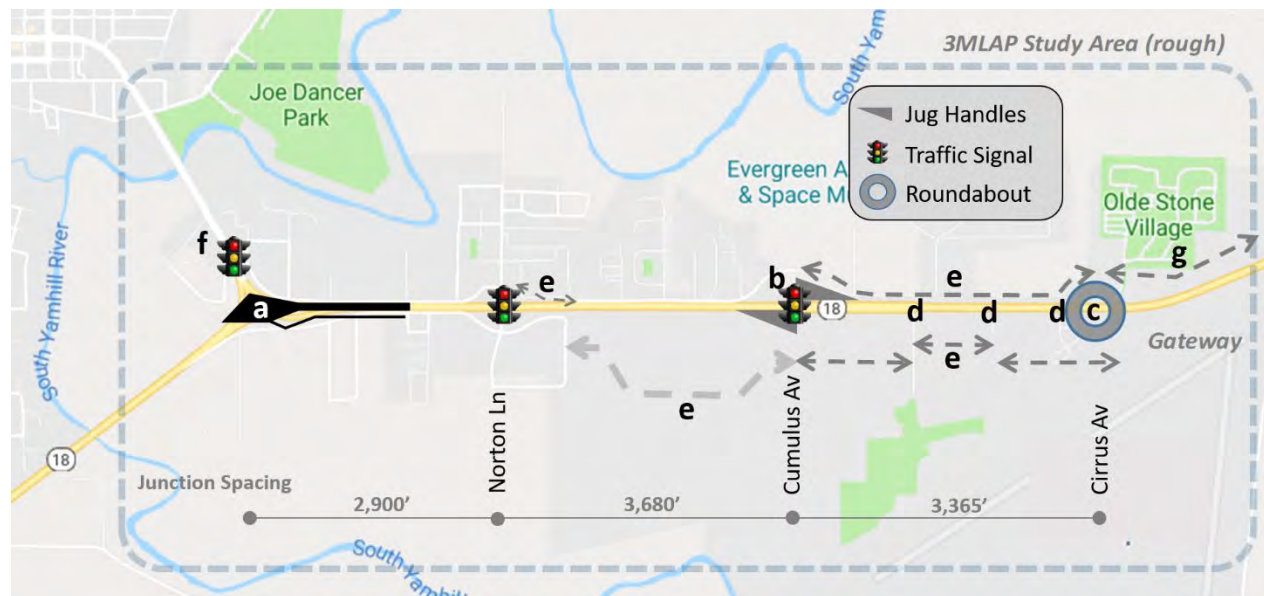 3MLAP Study Area (rough)
Joe Dancer
Park
South Yam
Jug Handles
Traffic Signal
Roundabout
Evergreen A
& Space M
Olde Stone
Village
South Yamhill River
f
a
e
b
18
e
d
d
d
c
g
Gateway
e
e
18
Norton Ln
Cumulus Av
Cirrus Av
Junction Spacing
2,900’
3,680’
3,365’
South Yamhill